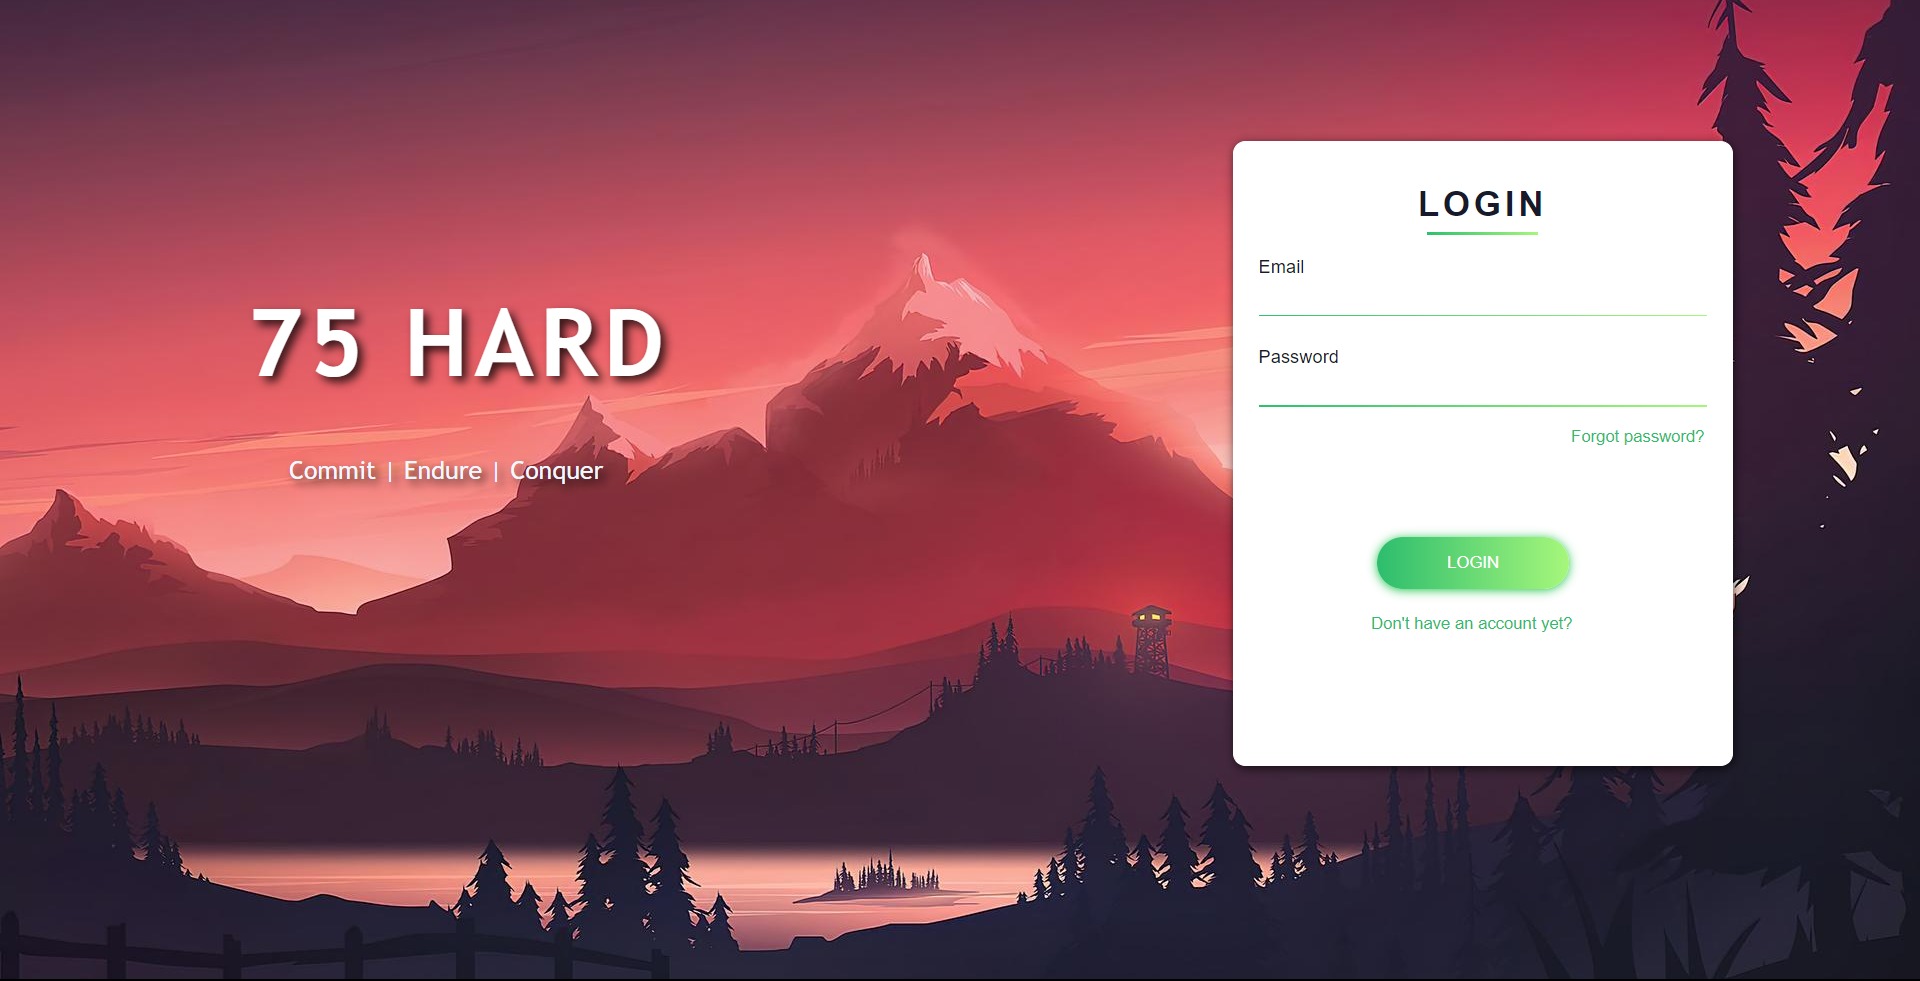 75 HARD
Commit | Endure | Conquer
LOGIN
Email
Password
Forgot password?
LOGIN
Don't have an account yet?